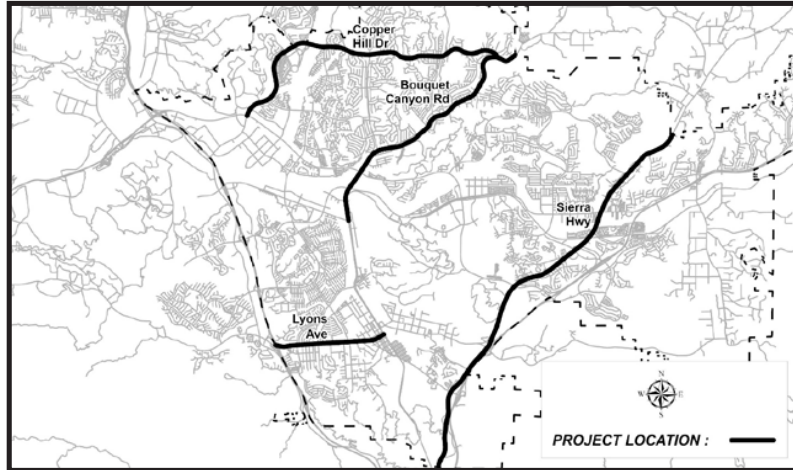 Copper
Hill Dr
Bouquet
Canyon Rd
Sierra
Hwy
Lyons
Ave
N
W E
S
PROJECT LOCATION :